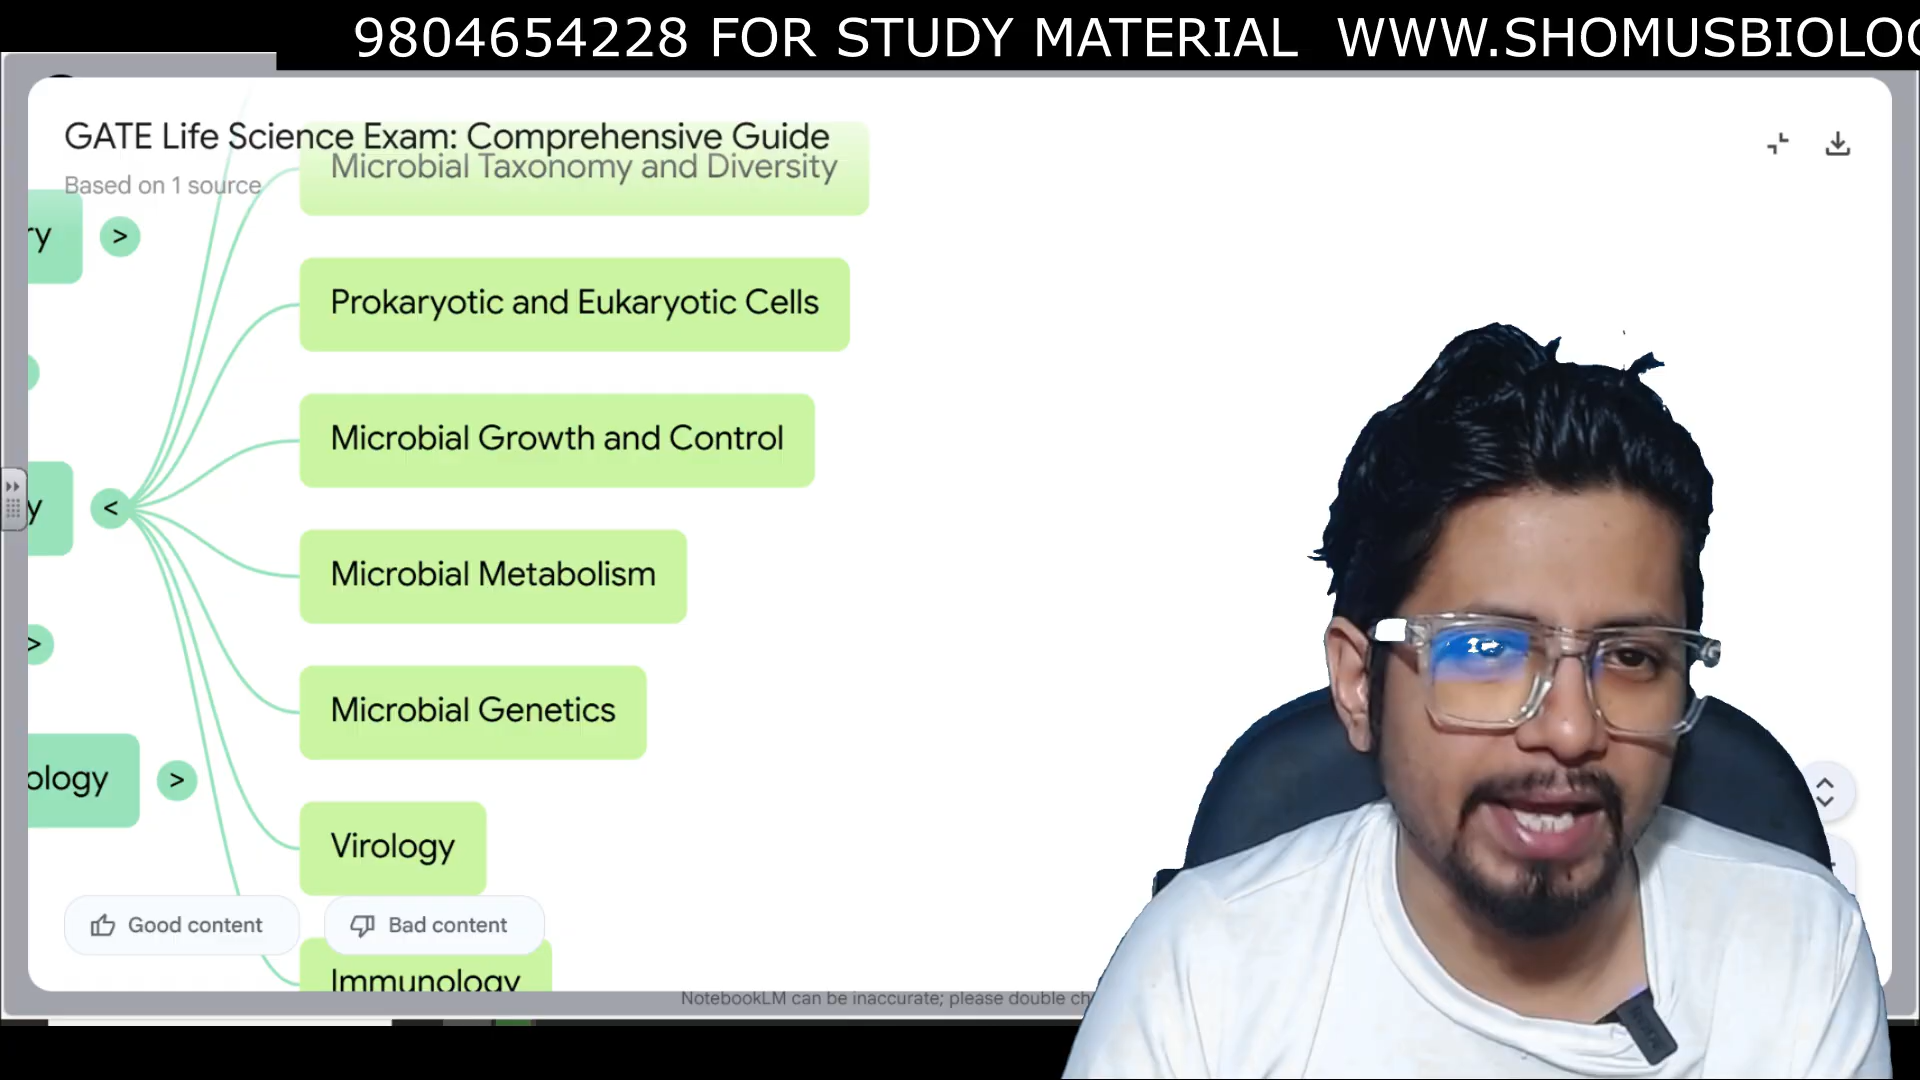 9804654228 FOR STUDY MATERIAL WWW.SHOMUSBIOLOG
GATE Life Science Exam: Comprehensive Guide
Microbial Taxonomy and Diversity
Based on 1 source
ry >
Prokaryotic and Eukaryotic Cells
Microbial Growth and Control
y <
Microbial Metabolism
>
Microbial Genetics
ology >
Virology
Good content
Bad content
Immunology
NotebookLM can be inaccurate; please double ch